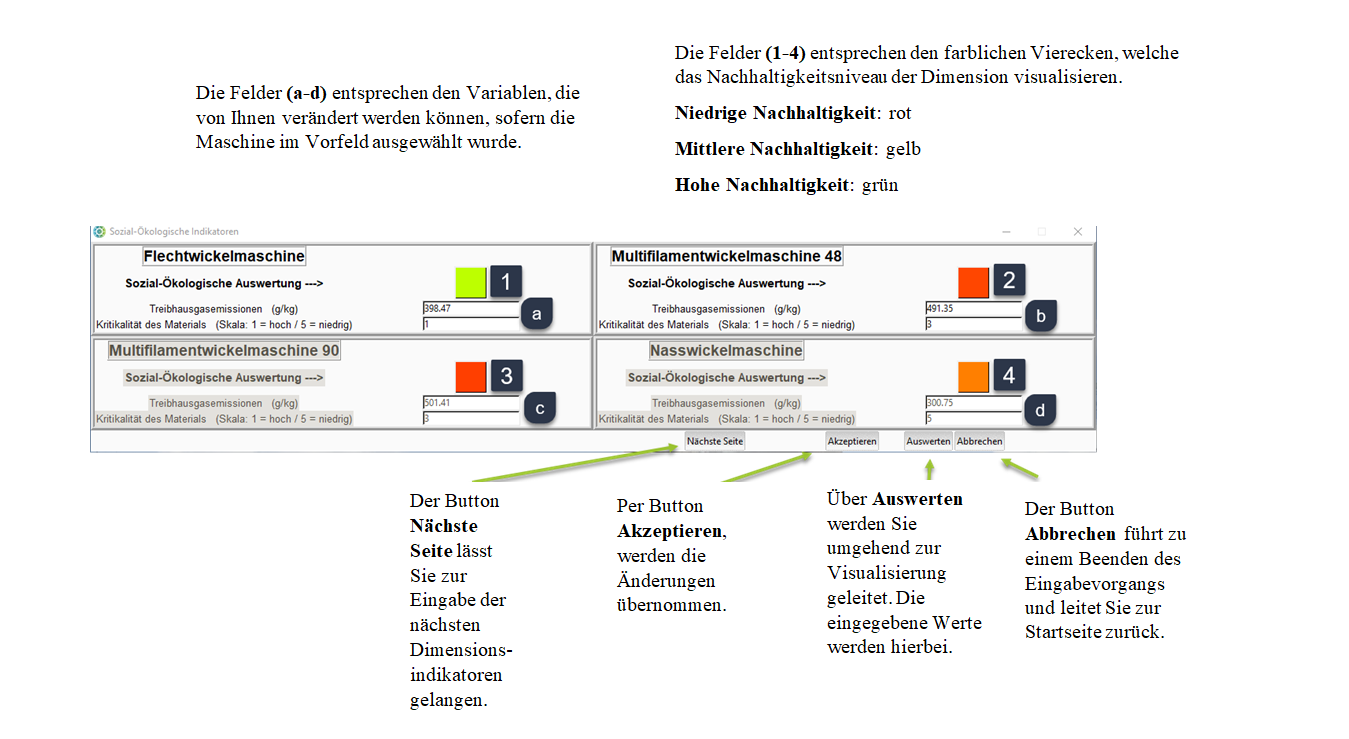 Die Felder (a-d) entsprechen den Variablen, die
von Ihnen verändert werden können, sofern die
Maschine im Vorfeld ausgewählt wurde.
Die Felder (1-4) entsprechen den farblichen Vierecken, welche
das Nachhaltigkeitsniveau der Dimension visualisieren.
Niedrige Nachhaltigkeit: rot
Mittlere Nachhaltigkeit: gelb
Hohe Nachhaltigkeit: grün
Sozial-Ökologische Indikatoren
Flechtwickelmaschine
Sozial-Ökologische Auswertung --->
1
Treibhausgasemissionen (g/kg)
398.47
Kritikalität des Materials (Skala: 1 = hoch / 5 = niedrig)
1
a
Multifilamentwickelmaschine 48
Sozial-Ökologische Auswertung --->
2
Treibhausgasemissionen (g/kg)
491.35
Kritikalität des Materials (Skala: 1 = hoch / 5 = niedrig)
3
b
Multifilamentwickelmaschine 90
Sozial-Ökologische Auswertung --->
3
Treibhausgasemissionen (g/kg)
501.41
Kritikalität des Materials (Skala: 1 = hoch / 5 = niedrig)
3
c
Nasswickelmaschine
Sozial-Ökologische Auswertung --->
4
Treibhausgasemissionen (g/kg)
300.75
Kritikalität des Materials (Skala: 1 = hoch / 5 = niedrig)
5
d
Nächste Seite
Akzeptieren
Auswerten
Abbrechen
Der Button
Nächste
Seite lässt
Sie zur
Eingabe der
nächsten
Dimensions-
indikatoren
gelangen.
Per Button
Akzeptieren,
werden die
Änderungen
übernommen.
Über Auswerten
werden Sie
umgehend zur
Visualisierung
geleitet. Die
eingegebene Werte
werden hierbei.
Der Button
Abbrechen führt zu
einem Beenden des
Eingabevorgangs
und leitet Sie zur
Startseite zurück.